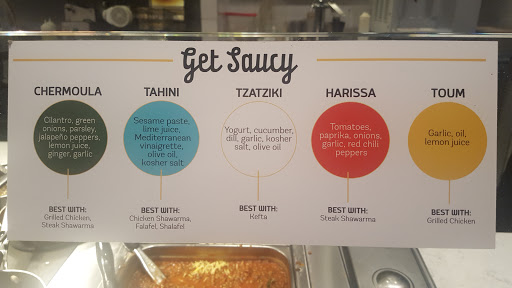 Get Saucy
CHERMOULA
Cilantro, green
onions, parsley,
jalapeño peppers,
lemon juice,
ginger, garlic
BEST WITH:
Grilled Chicken,
Steak Shawarma
TAHINI
Sesame paste,
lime juice,
Mediterranean
vinaigrette,
olive oil,
kosher salt
BEST WITH:
Chicken Shawarma,
Falafel, Shalafel
TZATZIKI
Yogurt, cucumber,
dill, garlic, kosher
salt, olive oil
BEST WITH:
Kefta
HARISSA
Tomatoes,
paprika, onions,
garlic, red chili
peppers
BEST WITH:
Steak Shawarma
TOUM
Garlic, oil,
lemon juice
BEST WITH:
Grilled Chicken